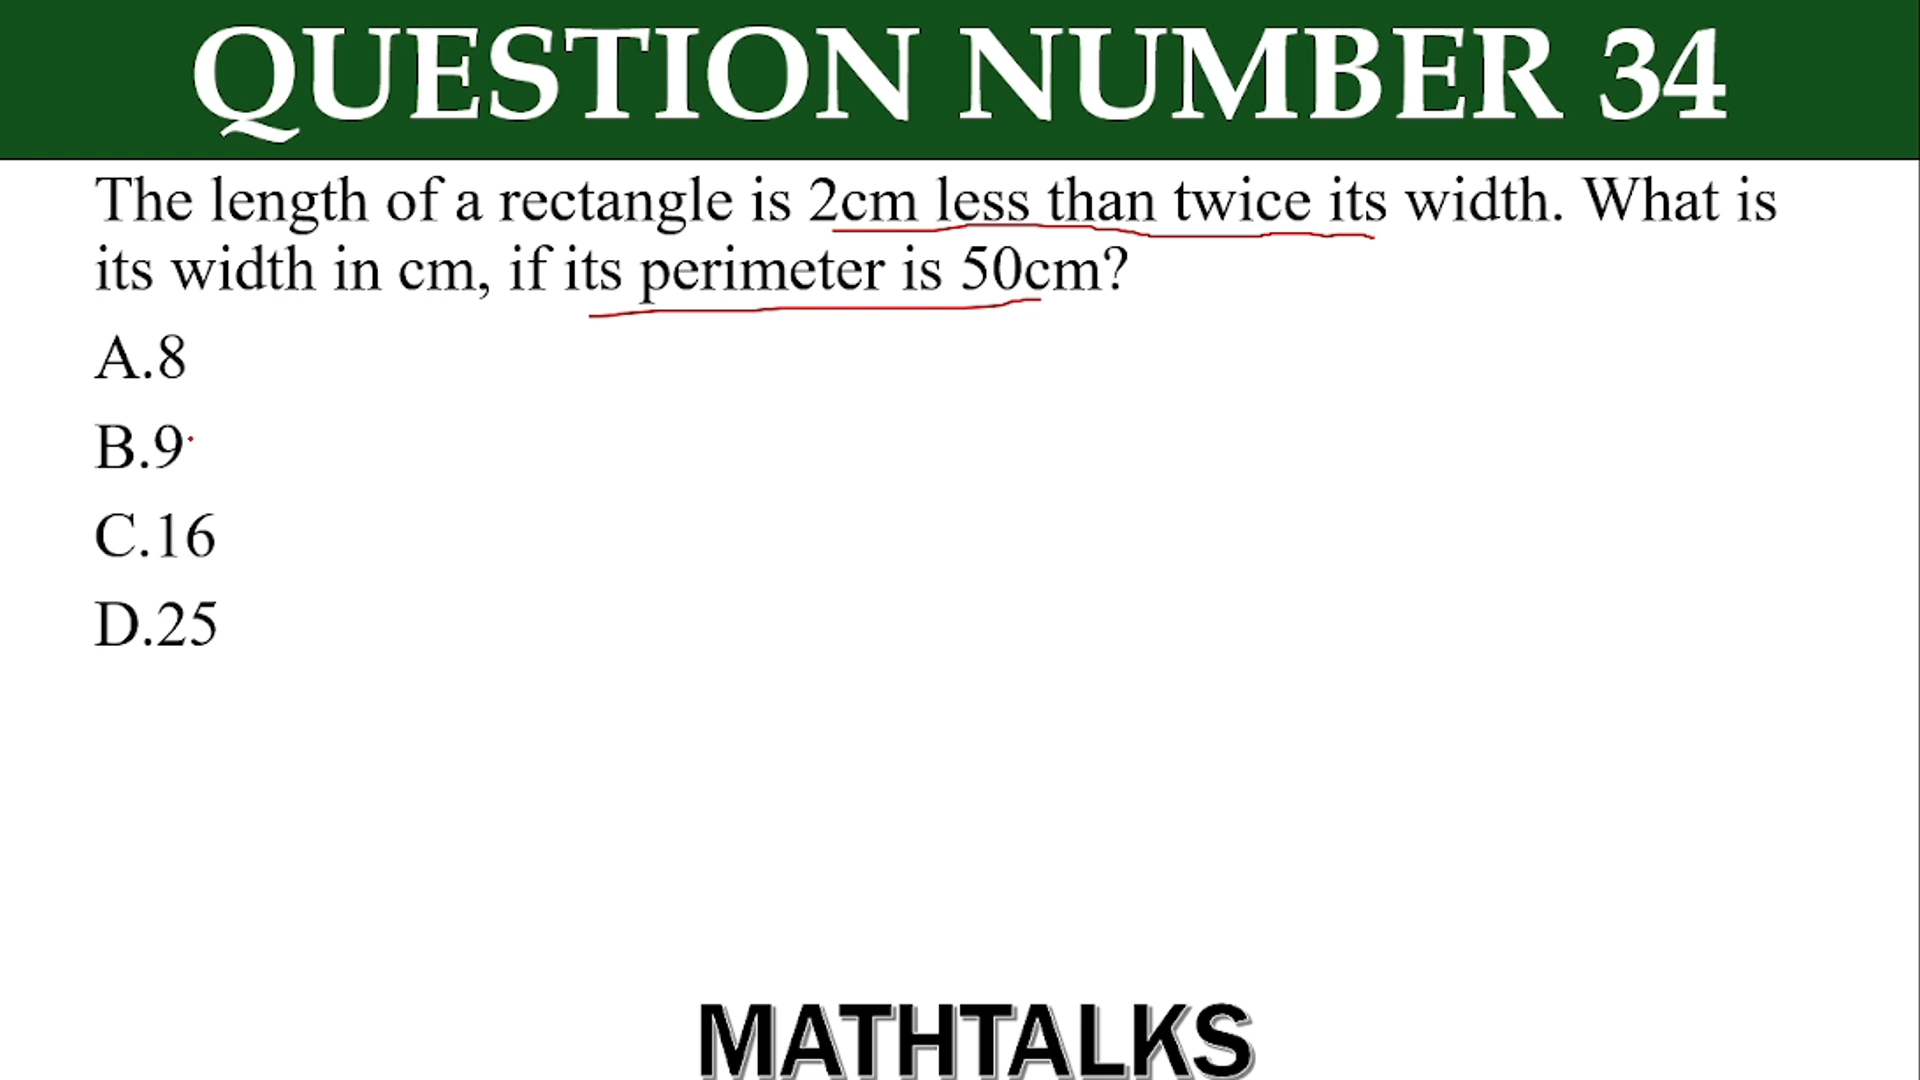 QUESTION NUMBER 34
The length of a rectangle is 2cm less than twice its width. What is
its width in cm, if its perimeter is 50cm?
A.8
B.9
C.16
D.25
MATHTALKS